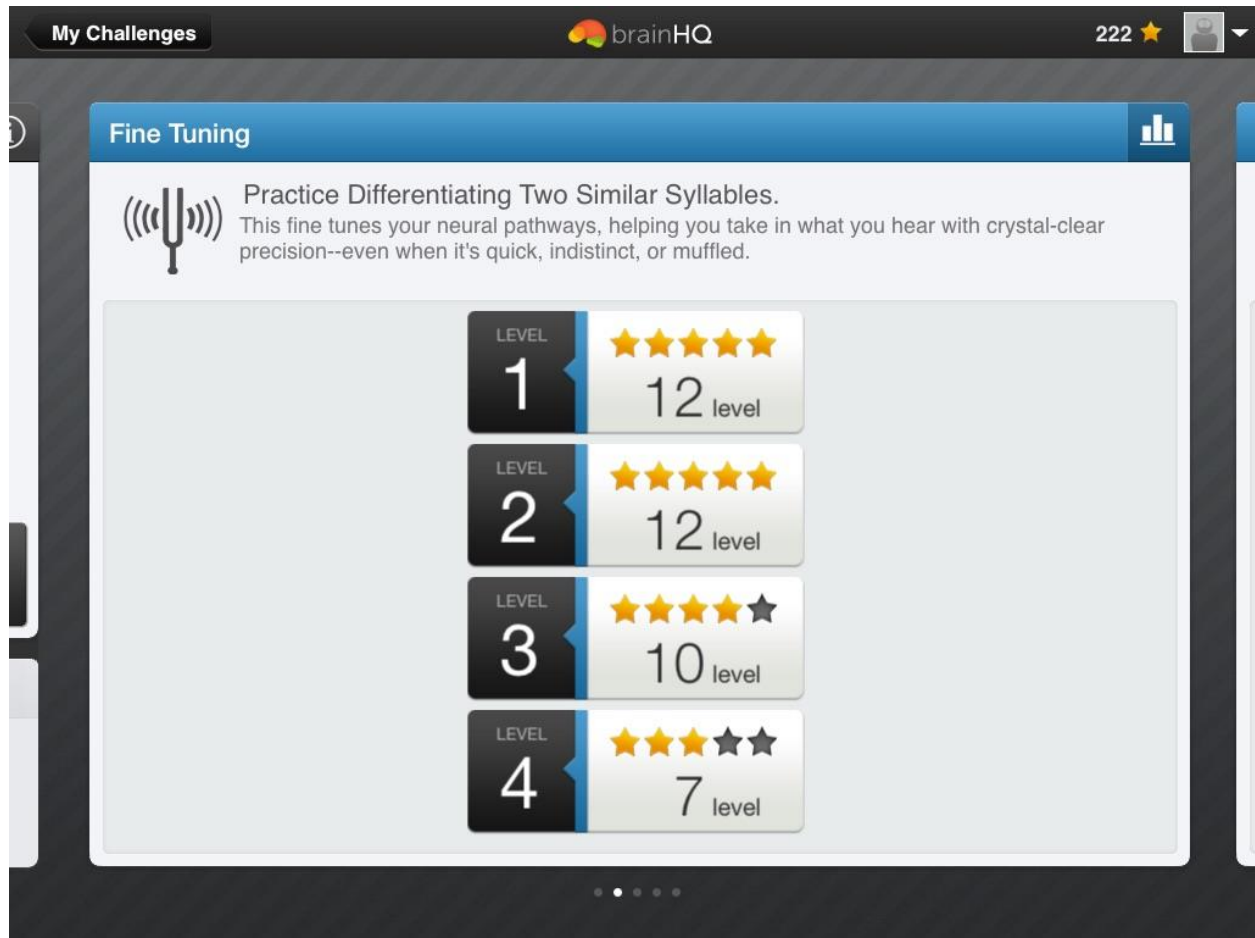 My Challenges
brainHQ
222
Fine Tuning
Practice Differentiating Two Similar Syllables.
This fine tunes your neural pathways, helping you take in what you hear with crystal-clear
precision--even when it's quick, indistinct, or muffled.
LEVEL
1
12 level
LEVEL
2
12 level
LEVEL
3
10 level
LEVEL
4
7 level